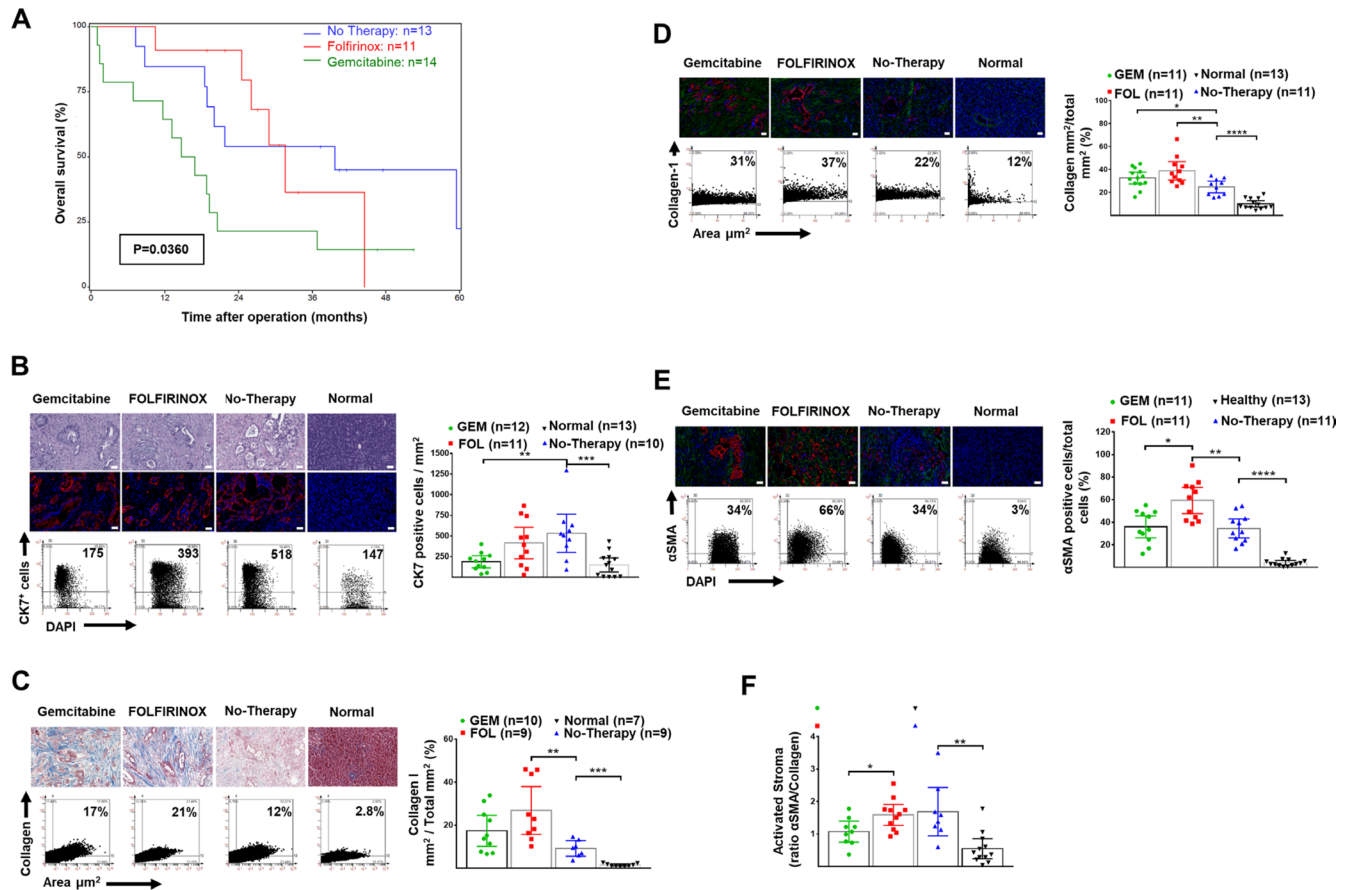 A
No Therapy: n=13
Folfirinox: n=11
Gemcitabine: n=14
Overall survival (%)
100
75
50
25
0
P=0.0360
0 12 24 36 48 60
Time after operation (months)
B
Gemcitabine FOLFIRINOX No-Therapy Normal
175 393 518 147
CK7+ cells
DAPI
GEM (n=12) Normal (n=13)
FOL (n=11) No-Therapy (n=10)
CK7 positive cells / mm2
1500
1250
1000
750
500
250
0
** ***
C
Gemcitabine FOLFIRINOX No-Therapy Normal
17% 21% 12% 2.8%
Collagen
Area µm2
GEM (n=10) Normal (n=7)
FOL (n=9) No-Therapy (n=9)
Collagen I
mm2 / Total mm2 (%)
60
40
20
** ***
D
Gemcitabine FOLFIRINOX No-Therapy Normal
31% 37% 22% 12%
Collagen-1
Area µm2
GEM (n=11) Normal (n=13)
FOL (n=11) No-Therapy (n=11)
Collagen mm2/total
mm2 (%)
100
80
60
40
20
* ** ****
E
Gemcitabine FOLFIRINOX No-Therapy Normal
34% 66% 34% 3%
αSMA
DAPI
GEM (n=11) Healthy (n=13)
FOL (n=11) No-Therapy (n=11)
αSMA positive cells/total
cells (%)
120
100
80
60
40
20
* ** ****
F
Activated Stroma
(ratio αSMA/Collagen)
4
3
2
1
* **